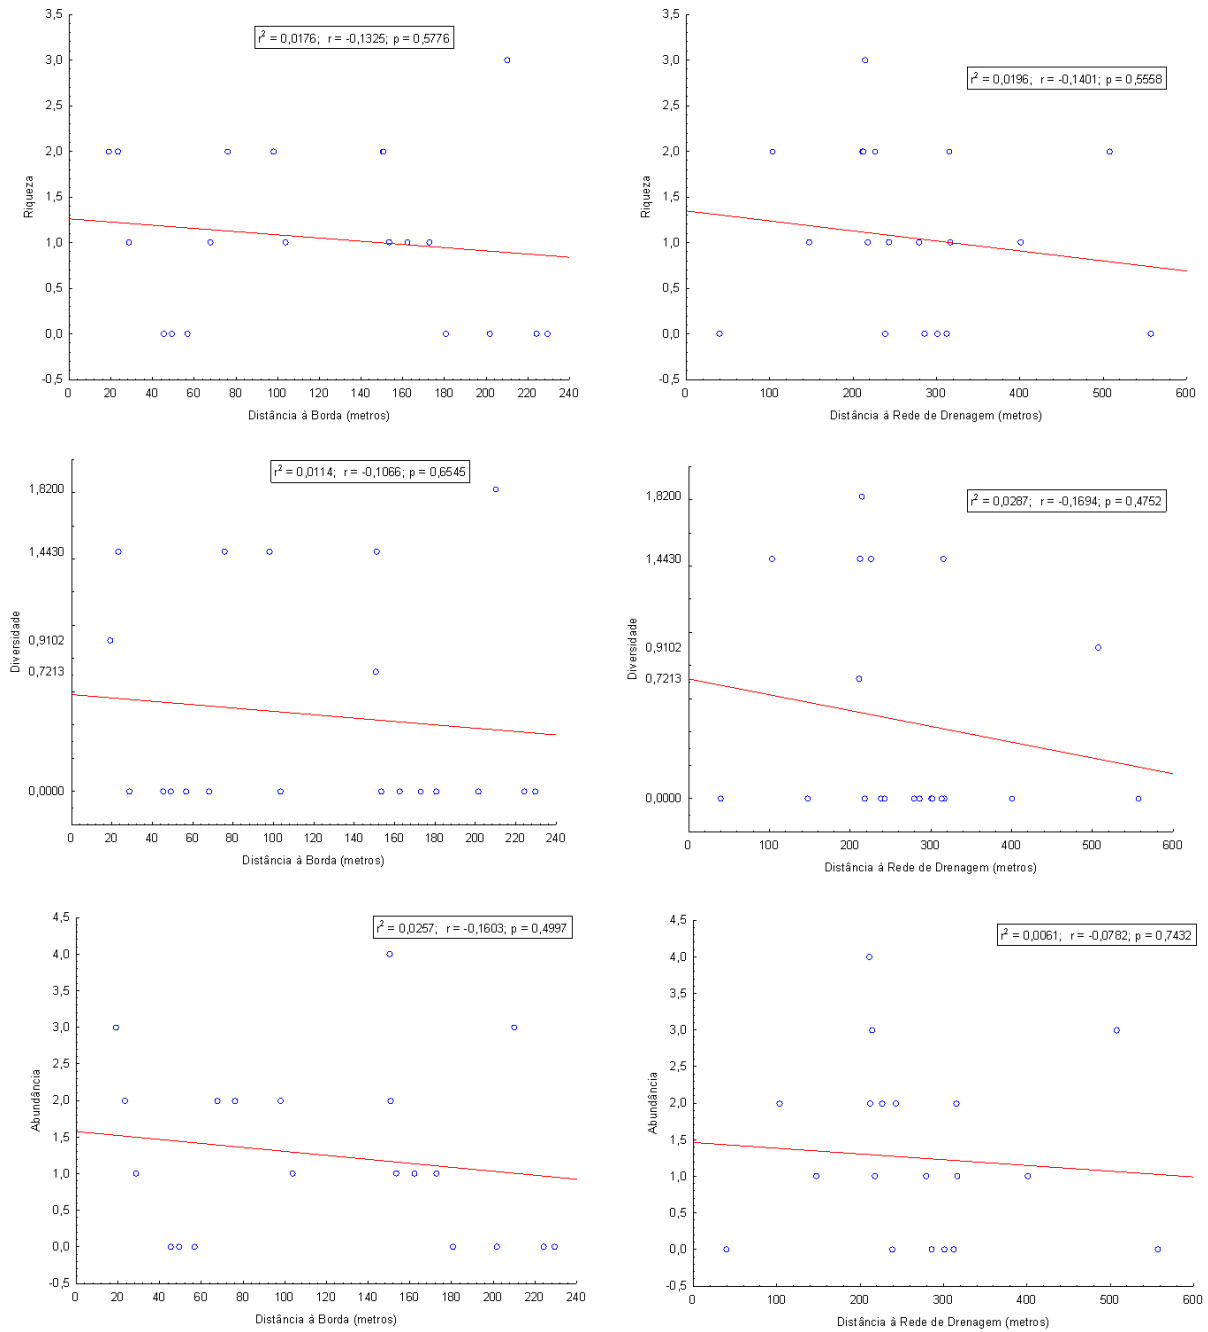 r² = 0,0176; r = -0,1325; p = 0,5776
3,5
3,0
2,5
2,0
1,5
1,0
0,5
0,0
-0,5
Riqueza
0 20 40 60 80 100 120 140 160 180 200 220 240
Distância à Borda (metros)
r² = 0,0196; r = -0,1401; p = 0,5558
3,5
3,0
2,5
2,0
1,5
1,0
0,5
0,0
-0,5
Riqueza
0 100 200 300 400 500 600
Distância à Rede de Drenagem (metros)
r² = 0,0114; r = -0,1066; p = 0,6545
1,8200
1,4430
0,9102
0,7213
0,0000
Diversidade
0 20 40 60 80 100 120 140 160 180 200 220 240
Distância à Borda (metros)
r² = 0,0287; r = -0,1694; p = 0,4752
1,8200
1,4430
0,9102
0,7213
0,0000
Diversidade
0 100 200 300 400 500 600
Distância à Rede de Drenagem (metros)
r² = 0,0257; r = -0,1603; p = 0,4997
4,5
4,0
3,5
3,0
2,5
2,0
1,5
1,0
0,5
0,0
-0,5
Abundância
0 20 40 60 80 100 120 140 160 180 200 220 240
Distância à Borda (metros)
r² = 0,0061; r = -0,0782; p = 0,7432
4,5
4,0
3,5
3,0
2,5
2,0
1,5
1,0
0,5
0,0
-0,5
Abundância
0 100 200 300 400 500 600
Distância à Rede de Drenagem (metros)